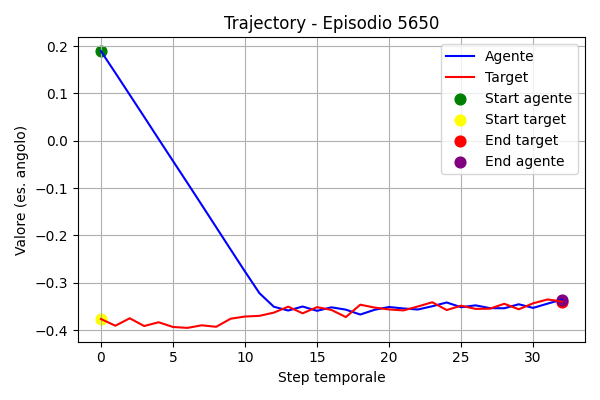 Trajectory - Episodio 5650
Valore (es. angolo)
0.2
0.1
0.0
−0.1
−0.2
−0.3
−0.4
0 5 10 15 20 25 30
Step temporale
Agente
Target
Start agente
Start target
End target
End agente